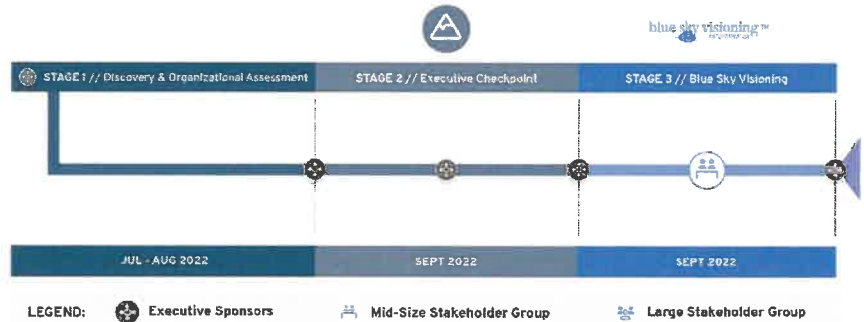 blue sky visioning™
STAGE 1 // Discovery & Organizational Assessment
STAGE 2 // Executive Checkpoint
STAGE 3 // Blue Sky Visioning
JUL - AUG 2022
SEPT 2022
SEPT 2022
LEGEND:
Executive Sponsors
Mid-Size Stakeholder Group
Large Stakeholder Group